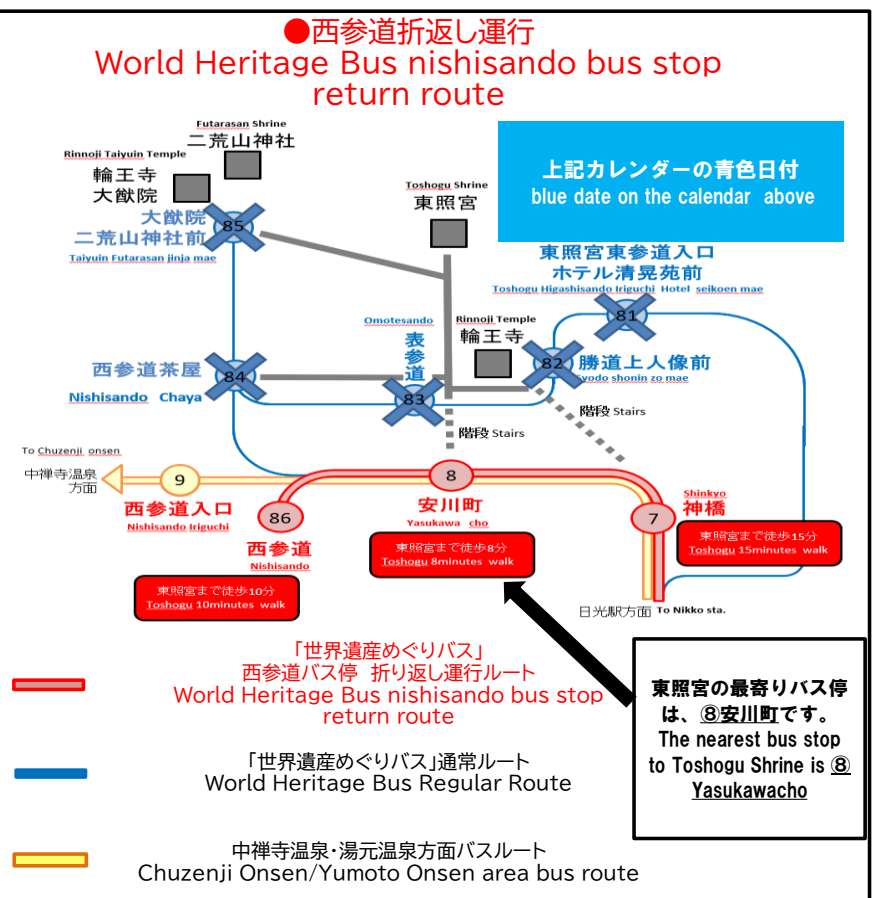 ●西参道折返し運行
World Heritage Bus nishisando bus stop
return route
Futarasan Shrine
二荒山神社
Rinnoji Taiyuin Temple
輪王寺
大猷院
Toshogu Shrine
東照宮
上記カレンダーの青色日付
blue date on the calendar above
大猷院
二荒山神社前
Taiyuin Futarasan jinja mae
85
東照宮東参道入口
ホテル清晃苑前
Toshogu Higashisando Iriguchi Hotel seikoen mae
81
Omotesando
表参道
83
Rinnoji Temple
輪王寺
82
勝道上人像前
Syodo shonin zo mae
西参道茶屋
84
Nishisando Chaya
階段 Stairs
階段 Stairs
To Chuzenji onsen
中禅寺温泉
方面
9
西参道入口
Nishisando Iriguchi
86
西参道
Nishisando
8
安川町
Yasukawa cho
7
Shinkyo
神橋
東照宮まで徒歩8分
Toshogu 8minutes walk
東照宮まで徒歩15分
Toshogu 15minutes walk
東照宮まで徒歩10分
Toshogu 10minutes walk
日光駅方面 To Nikko sta.
「世界遺産めぐりバス」
西参道バス停 折り返し運行ルート
World Heritage Bus nishisando bus stop
return route
東照宮の最寄りバス停
は、⑧安川町です。
The nearest bus stop
to Toshogu Shrine is ⑧
Yasukawacho
「世界遺産めぐりバス」通常ルート
World Heritage Bus Regular Route
中禅寺温泉・湯元温泉方面バスルート
Chuzenji Onsen/Yumoto Onsen area bus route